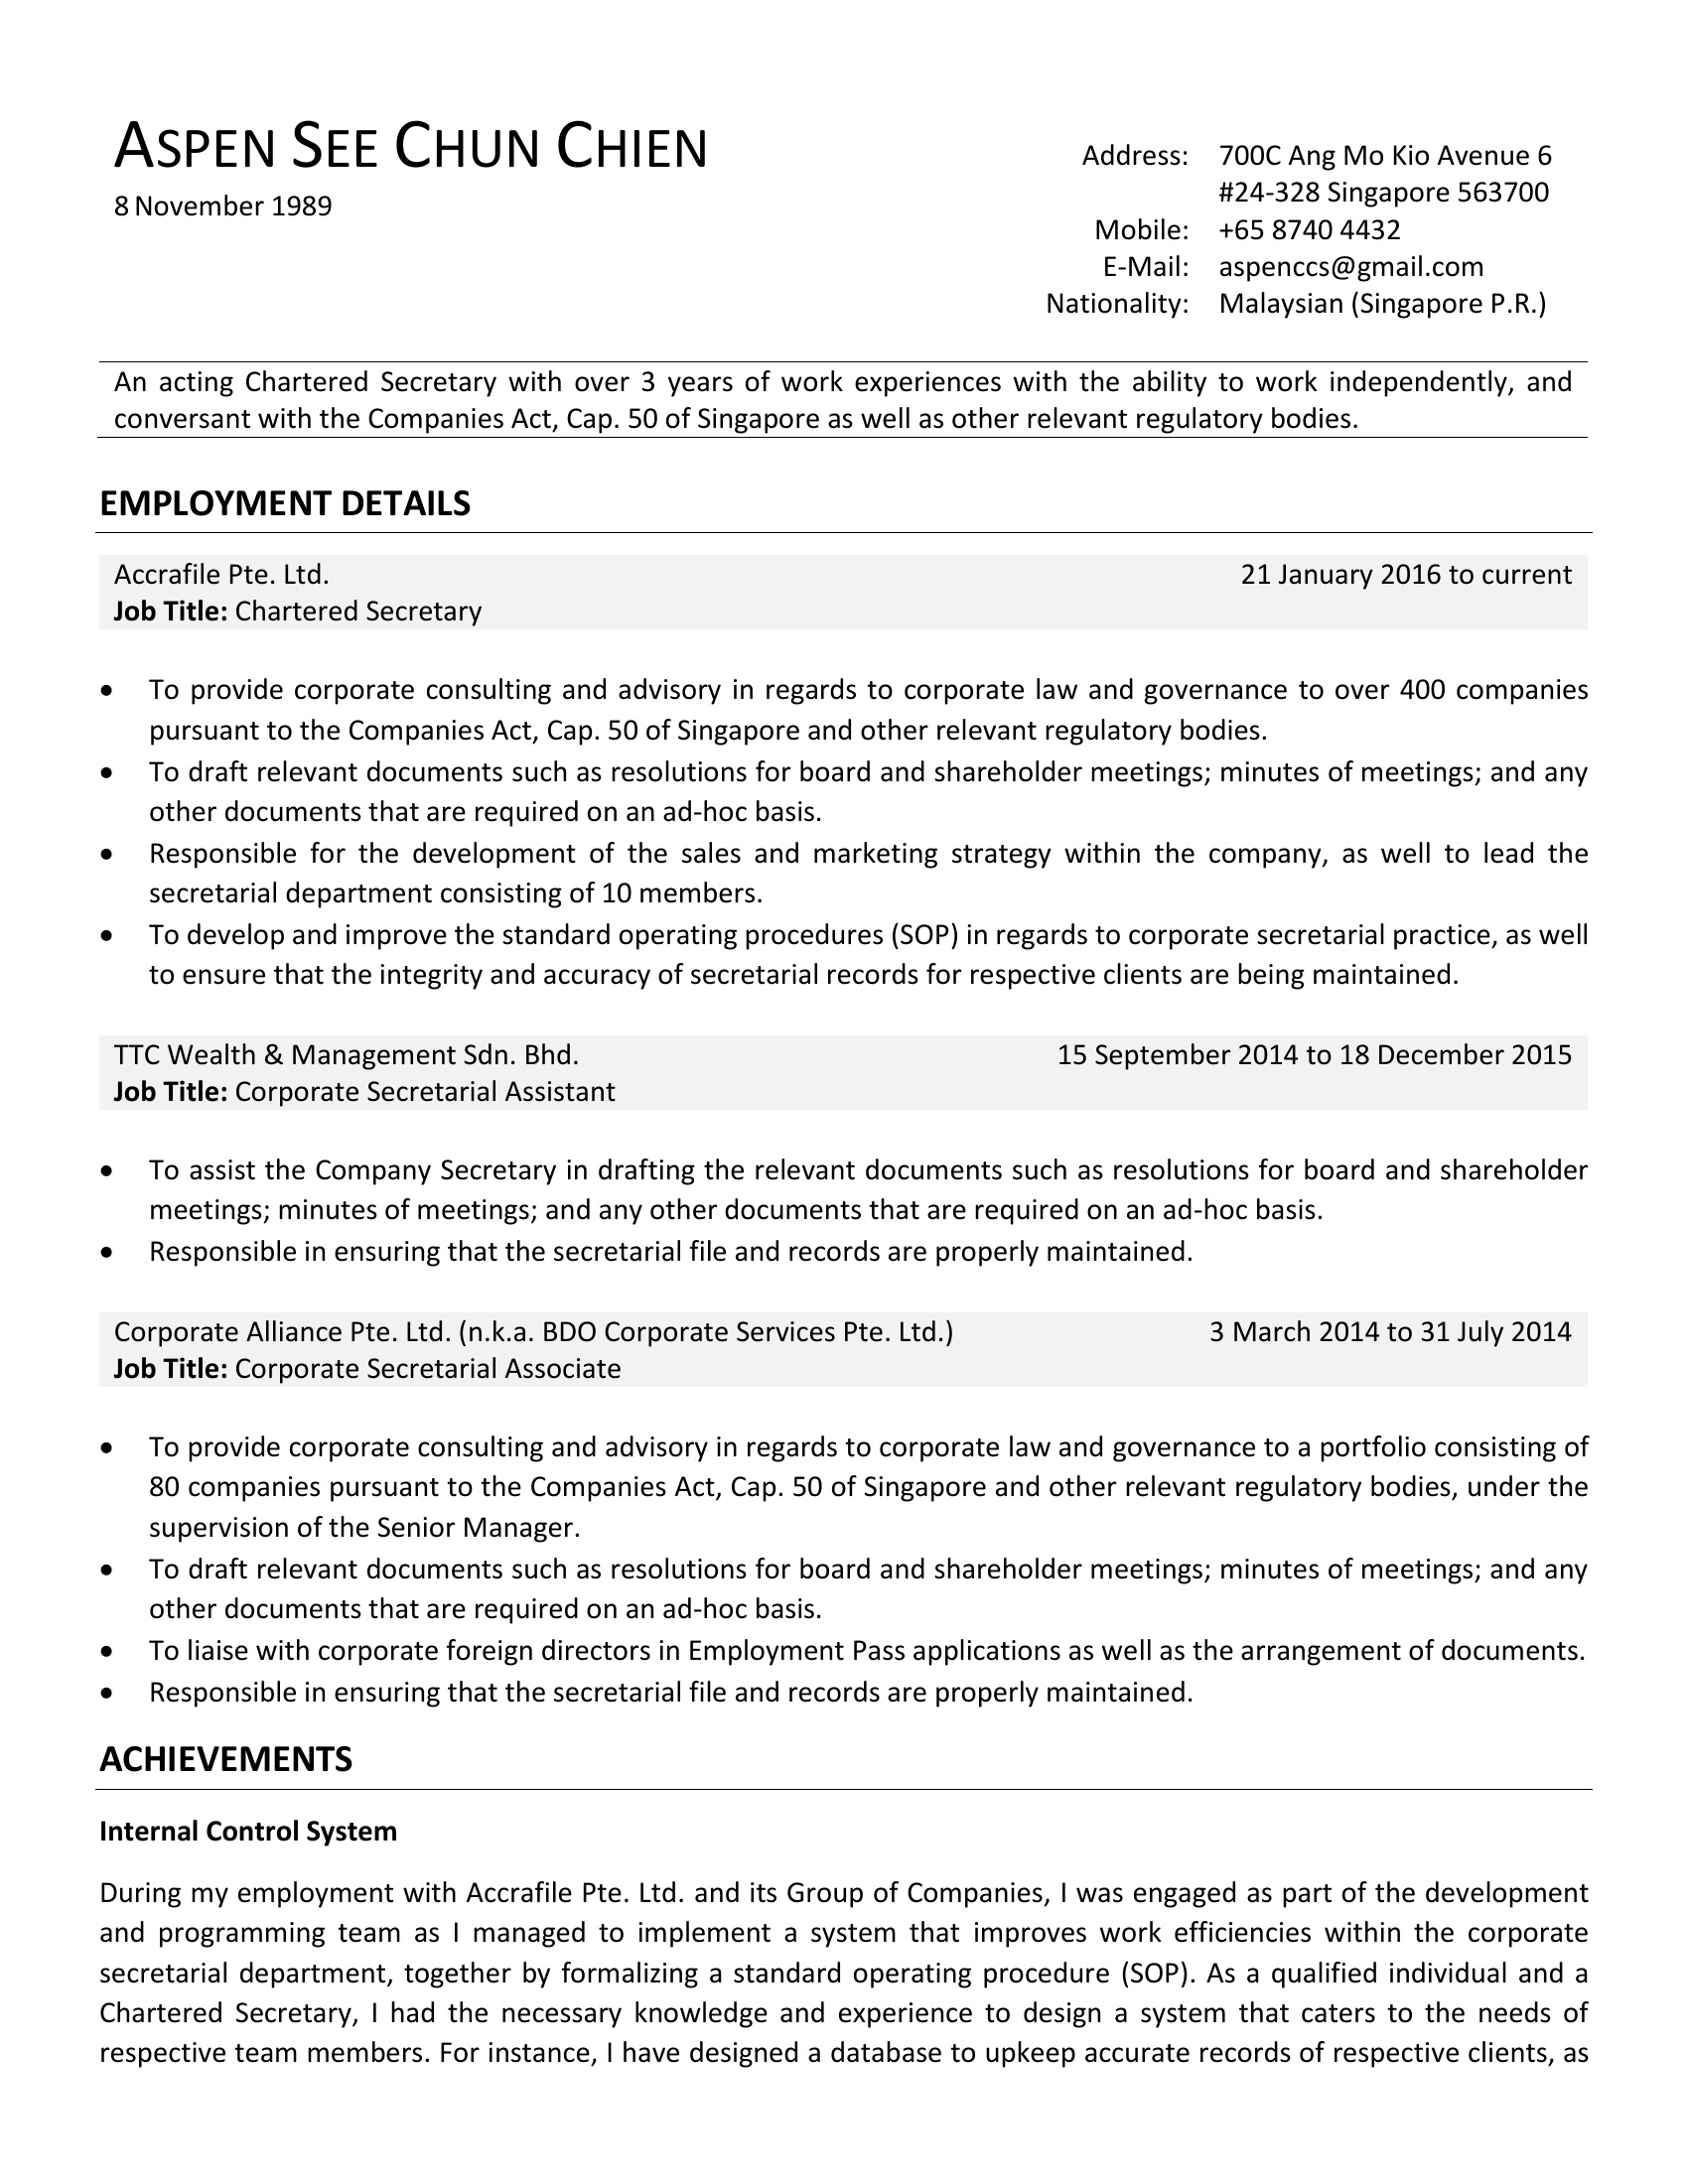 ASPEN SEE CHUN CHIEN
8 November 1989
Address: 700C Ang Mo Kio Avenue 6
#24-328 Singapore 563700
Mobile: +65 8740 4432
E-Mail: aspenccs@gmail.com
Nationality: Malaysian (Singapore P.R.)
An acting Chartered Secretary with over 3 years of work experiences with the ability to work independently, and
conversant with the Companies Act, Cap. 50 of Singapore as well as other relevant regulatory bodies.
EMPLOYMENT DETAILS
Accrafile Pte. Ltd. 21 January 2016 to current
Job Title: Chartered Secretary
• To provide corporate consulting and advisory in regards to corporate law and governance to over 400 companies
pursuant to the Companies Act, Cap. 50 of Singapore and other relevant regulatory bodies.
• To draft relevant documents such as resolutions for board and shareholder meetings; minutes of meetings; and any
other documents that are required on an ad-hoc basis.
• Responsible for the development of the sales and marketing strategy within the company, as well to lead the
secretarial department consisting of 10 members.
• To develop and improve the standard operating procedures (SOP) in regards to corporate secretarial practice, as well
to ensure that the integrity and accuracy of secretarial records for respective clients are being maintained.
TTC Wealth & Management Sdn. Bhd. 15 September 2014 to 18 December 2015
Job Title: Corporate Secretarial Assistant
• To assist the Company Secretary in drafting the relevant documents such as resolutions for board and shareholder
meetings; minutes of meetings; and any other documents that are required on an ad-hoc basis.
• Responsible in ensuring that the secretarial file and records are properly maintained.
Corporate Alliance Pte. Ltd. (n.k.a. BDO Corporate Services Pte. Ltd.) 3 March 2014 to 31 July 2014
Job Title: Corporate Secretarial Associate
• To provide corporate consulting and advisory in regards to corporate law and governance to a portfolio consisting of
80 companies pursuant to the Companies Act, Cap. 50 of Singapore and other relevant regulatory bodies, under the
supervision of the Senior Manager.
• To draft relevant documents such as resolutions for board and shareholder meetings; minutes of meetings; and any
other documents that are required on an ad-hoc basis.
• To liaise with corporate foreign directors in Employment Pass applications as well as the arrangement of documents.
• Responsible in ensuring that the secretarial file and records are properly maintained.
ACHIEVEMENTS
Internal Control System
During my employment with Accrafile Pte. Ltd. and its Group of Companies, I was engaged as part of the development
and programming team as I managed to implement a system that improves work efficiencies within the corporate
secretarial department, together by formalizing a standard operating procedure (SOP). As a qualified individual and a
Chartered Secretary, I had the necessary knowledge and experience to design a system that caters to the needs of
respective team members. For instance, I have designed a database to upkeep accurate records of respective clients, as